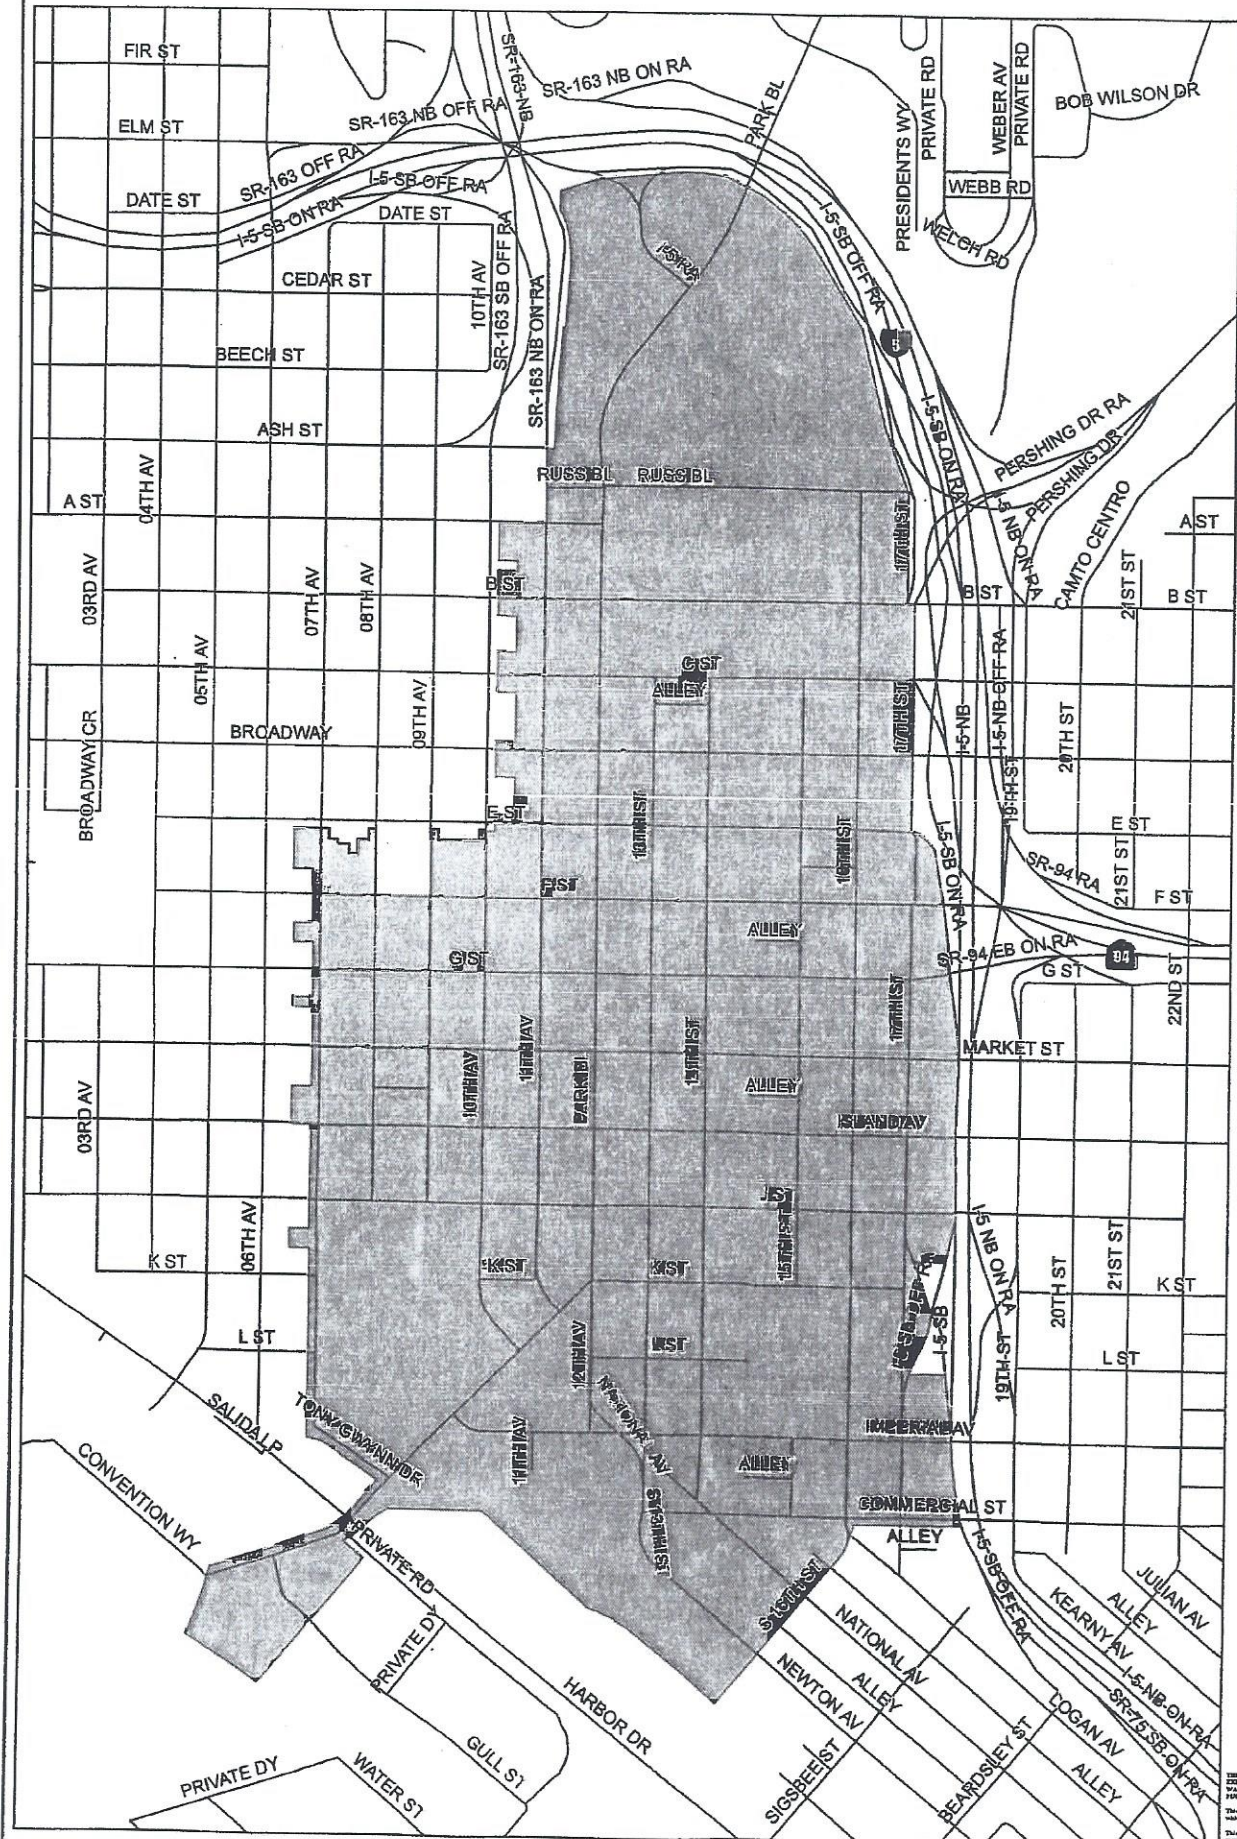 FIR ST
SR-163-NB
SR-163 NB ON RA
PARK BL
PRIVATE RD
PRESIDENTS WY
WEBER AV
PRIVATE RD
BOB WILSON DR
ELM ST
SR-163 NB OFF RA
SR-163 OFF RA
I-5 SB OFF RA
WEBB RD
DATE ST
I-5 SB ON RA
DATE ST
I-5 SB OFF RA
WELCH RD
CEDAR ST
10TH AV
SR-163 SB OFF RA
SR-163 NB ON RA
5
BEECH ST
ASH ST
I-5-SB-ON-RA
PERSHING DR RA
PERSHING DR
04TH AV
RUSS BL
RUSS BL
A ST
17TH ST
I-5 NB ON RA
CAMTO CENTRO
A ST
03RD AV
07TH AV
08TH AV
B ST
B ST
21ST ST
B ST
05TH AV
C ST
ALLEY
09TH AV
17TH ST
I-5-NB
I-5-NB-OFF-RA
20TH ST
BROADWAY CR
BROADWAY
E ST
13TH ST
16TH ST
I-5-SB ON RA
19TH ST
E ST
SR-94 RA
21ST ST
F ST
F ST
ALLEY
G ST
SR-94 EB ON RA
94
G ST
22ND ST
17TH ST
11TH AV
MARKET ST
10TH AV
PARK BL
ALLEY
03RD AV
ISLAND AV
J ST
15TH ST
06TH AV
K ST
K ST
K ST
I-5 NB ON RA
20TH ST
21ST ST
K ST
L ST
12TH AV
L ST
I-5-SB
19TH ST
L ST
SALIDA LP
TONY GWYNN DR
NATIONAL AV
11TH AV
IMPERIAL AV
ALLEY
CONVENTION WY
COMMERCIAL ST
ALLEY
PRIVATE-RD
S 16TH ST
I-5-SB-OFF-RA
JULIAN AV
ALLEY
KEARNY AV
PRIVATE DY
NATIONAL AV
ALLEY
NEWTON AV
I-5-NB-ON-RA
SR-75 SB-ON-RA
HARBOR DR
LOGAN AV
GULL ST
PRIVATE DY
WATER ST
SIGSBEE ST
BEARDSLEY ST
ALLEY